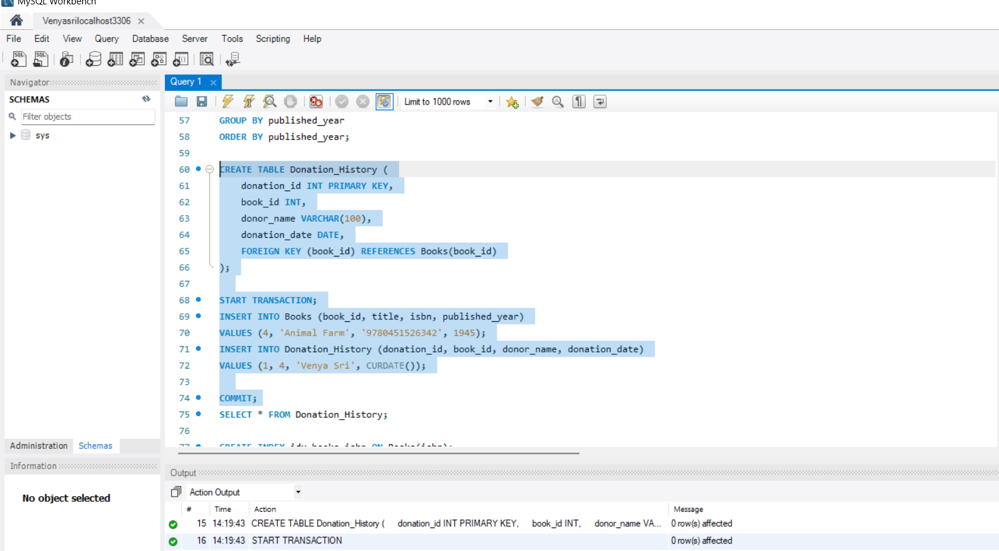 MySQL Workbench
Venyasrilocalhost3306
File Edit View Query Database Server Tools Scripting Help
Navigator
SCHEMAS
Filter objects
sys
Administration Schemas
Information
No object selected
Query 1
Limit to 1000 rows
57 GROUP BY published_year
58 ORDER BY published_year;
59
60 CREATE TABLE Donation_History (
61 donation_id INT PRIMARY KEY,
62 book_id INT,
63 donor_name VARCHAR(100),
64 donation_date DATE,
65 FOREIGN KEY (book_id) REFERENCES Books(book_id)
66 );
67
68 START TRANSACTION;
69 INSERT INTO Books (book_id, title, isbn, published_year)
70 VALUES (4, 'Animal Farm', '9780451526342', 1945);
71 INSERT INTO Donation_History (donation_id, book_id, donor_name, donation_date)
72 VALUES (1, 4, 'Venya Sri', CURDATE());
73
74 COMMIT;
75 SELECT * FROM Donation_History;
76
77 CREATE INDEX idx_books_isbn ON Books(isbn);
Output
Action Output
# Time Action Message
15 14:19:43 CREATE TABLE Donation_History ( donation_id INT PRIMARY KEY, book_id INT, donor_name VA... 0 row(s) affected
16 14:19:43 START TRANSACTION 0 row(s) affected